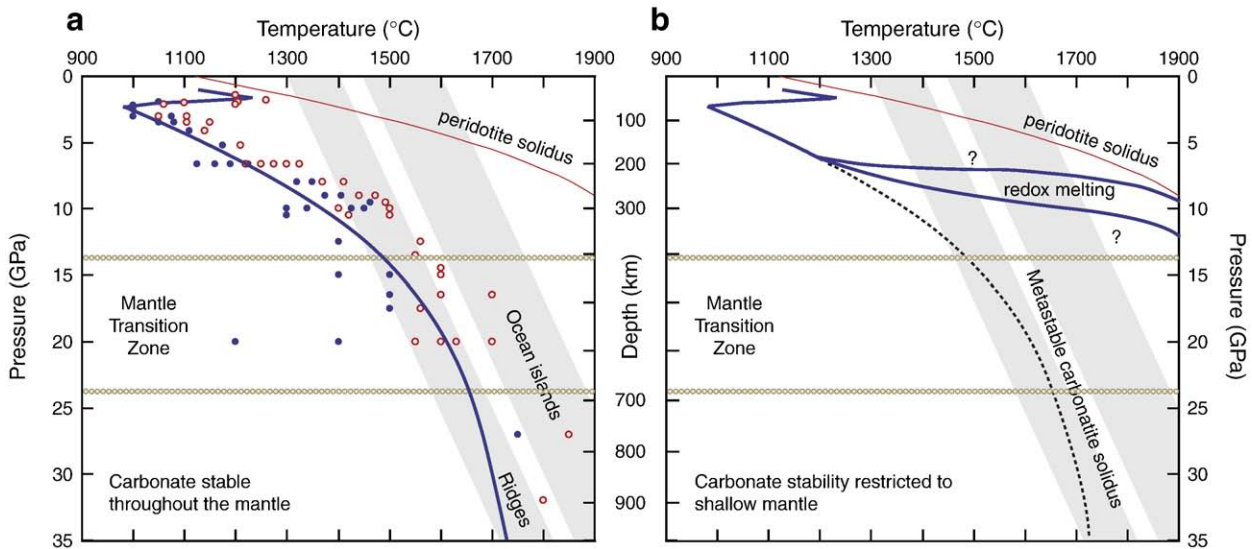 a
Temperature (°C)
900 1100 1300 1500 1700 1900
Pressure (GPa)
0
5
10
15
20
25
30
35
peridotite solidus
Mantle
Transition
Zone
Ocean islands
Ridges
Carbonate stable
throughout the mantle
b
Temperature (°C)
900 1100 1300 1500 1700 1900
Depth (km)
100
200
300
700
800
900
peridotite solidus
?
redox melting
?
Mantle
Transition
Zone
Metastable carbonatite solidus
Carbonate stability restricted to
shallow mantle
Pressure (GPa)
0
5
10
15
20
25
30
35